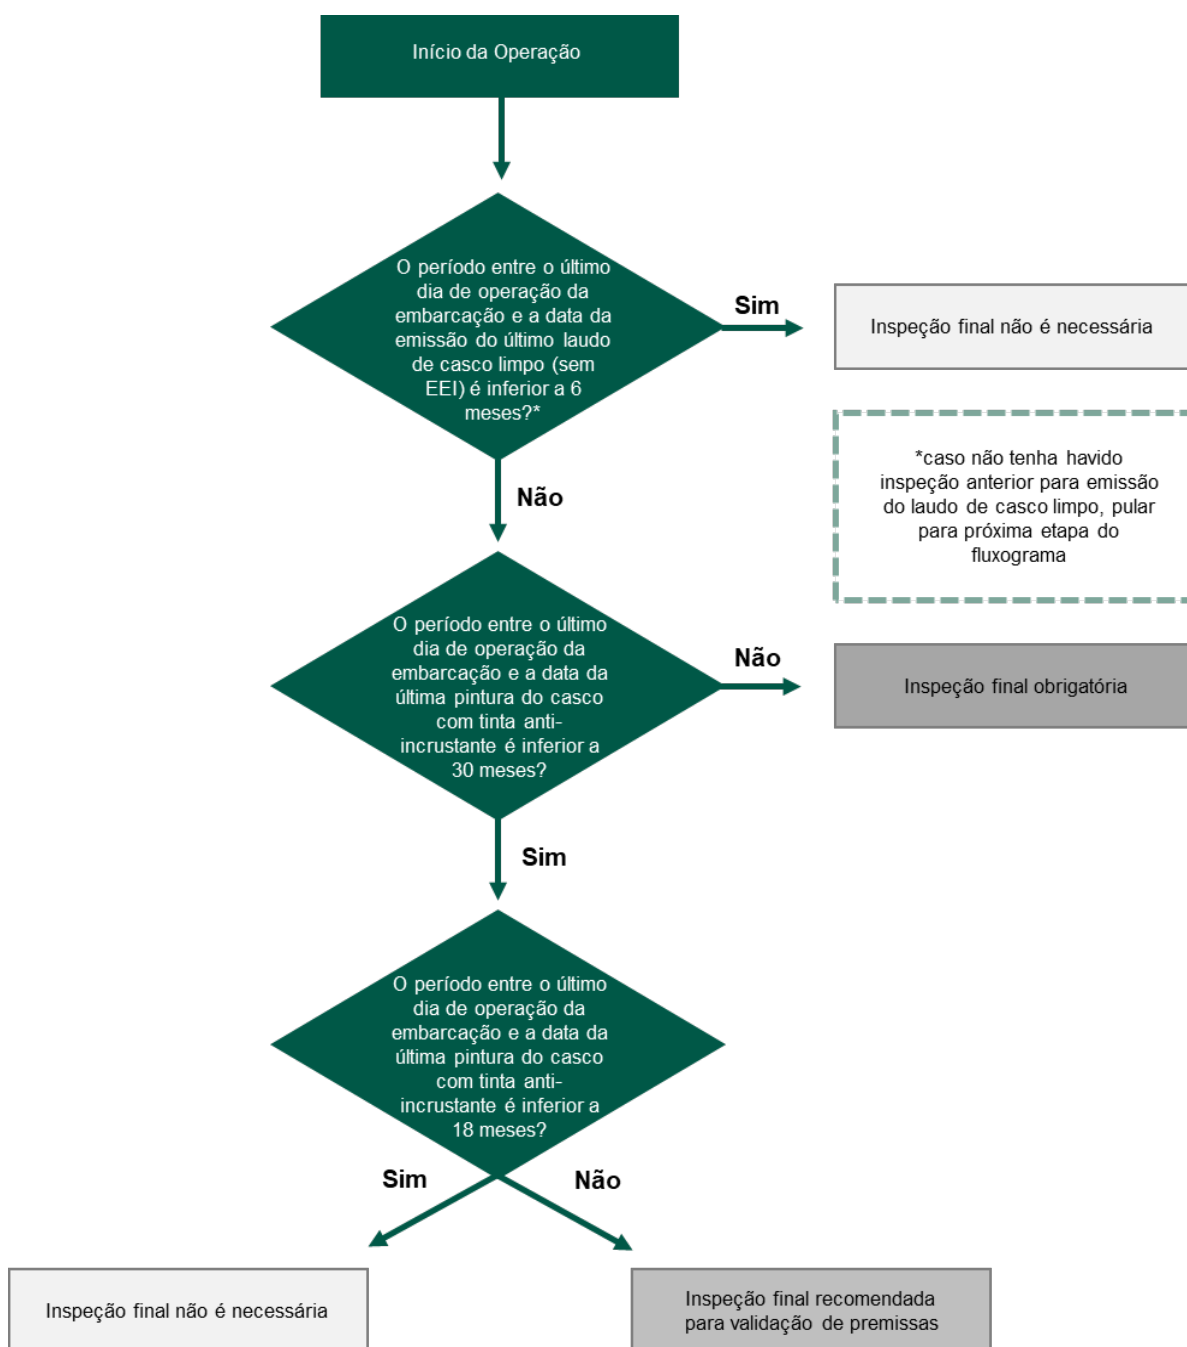 Início da Operação
O período entre o último
dia de operação da
embarcação e a data da
emissão do último laudo
de casco limpo (sem
EEI) é inferior a 6
meses?*
Sim
Inspeção final não é necessária
*caso não tenha havido
inspeção anterior para emissão
do laudo de casco limpo, pular
para próxima etapa do
fluxograma
Não
O período entre o último
dia de operação da
embarcação e a data da
última pintura do casco
com tinta anti-
incrustante é inferior a
30 meses?
Não
Inspeção final obrigatória
Sim
O período entre o último
dia de operação da
embarcação e a data da
última pintura do casco
com tinta anti-
incrustante é inferior a
18 meses?
Sim
Não
Inspeção final não é necessária
Inspeção final recomendada
para validação de premissas